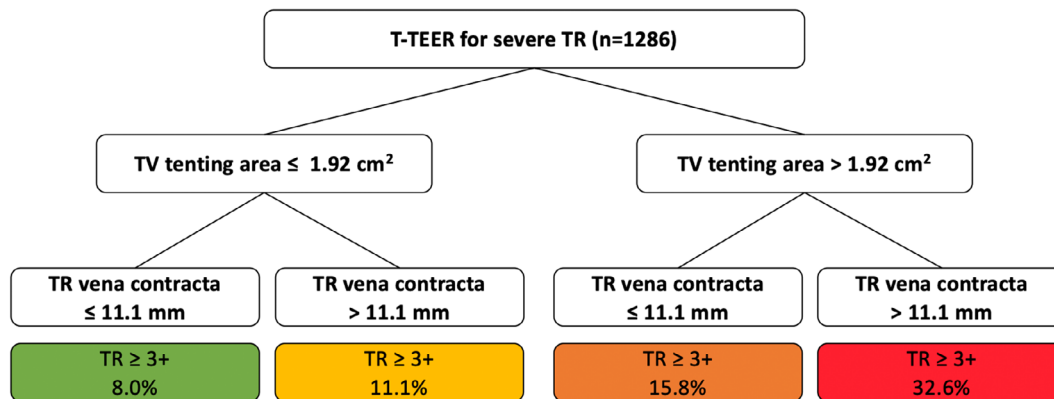 T-TEER for severe TR (n=1286)
TV tenting area ≤ 1.92 cm²
TV tenting area > 1.92 cm²
TR vena contracta
≤ 11.1 mm
TR vena contracta
> 11.1 mm
TR vena contracta
≤ 11.1 mm
TR vena contracta
> 11.1 mm
TR ≥ 3+
8.0%
TR ≥ 3+
11.1%
TR ≥ 3+
15.8%
TR ≥ 3+
32.6%